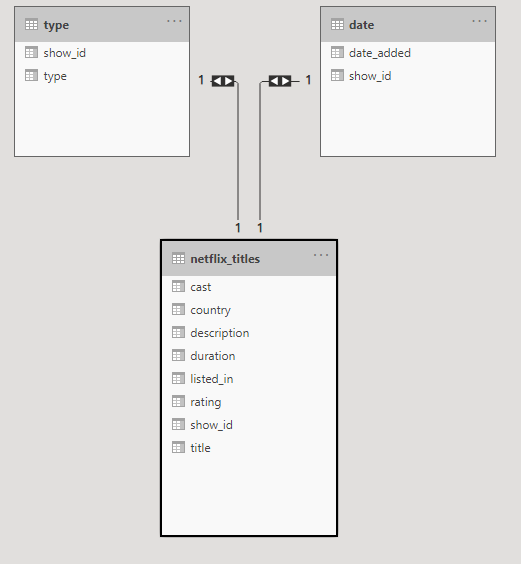 type
...
show_id
type
date
...
date_added
show_id
1
1
1
1
netflix_titles
...
cast
country
description
duration
listed_in
rating
show_id
title